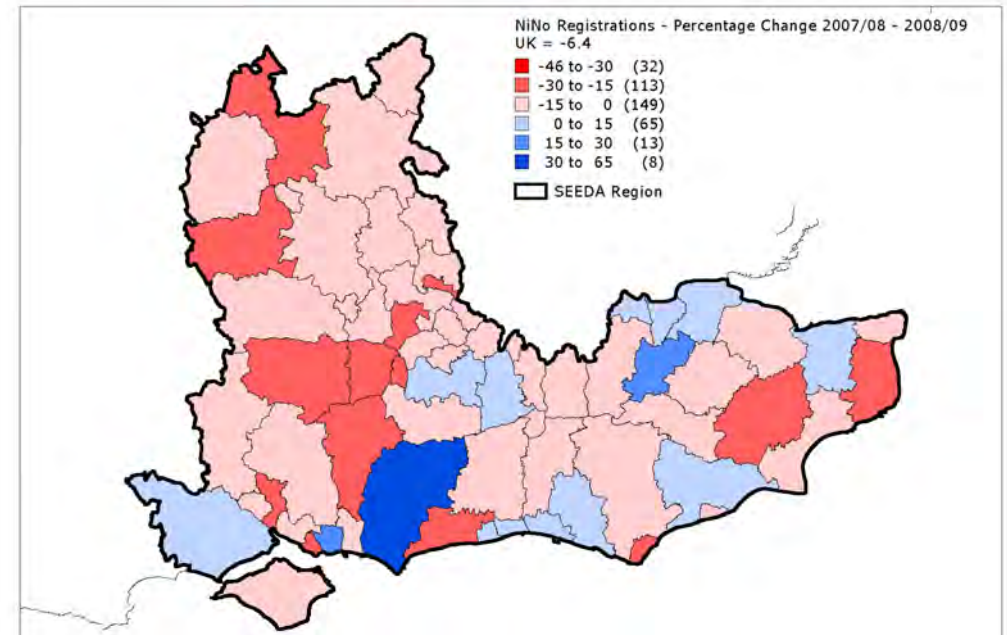 NiNo Registrations - Percentage Change 2007/08 - 2008/09
UK = -6.4
-46 to -30 (32)
-30 to -15 (113)
-15 to 0 (149)
0 to 15 (65)
15 to 30 (13)
30 to 65 (8)
SEEDA Region